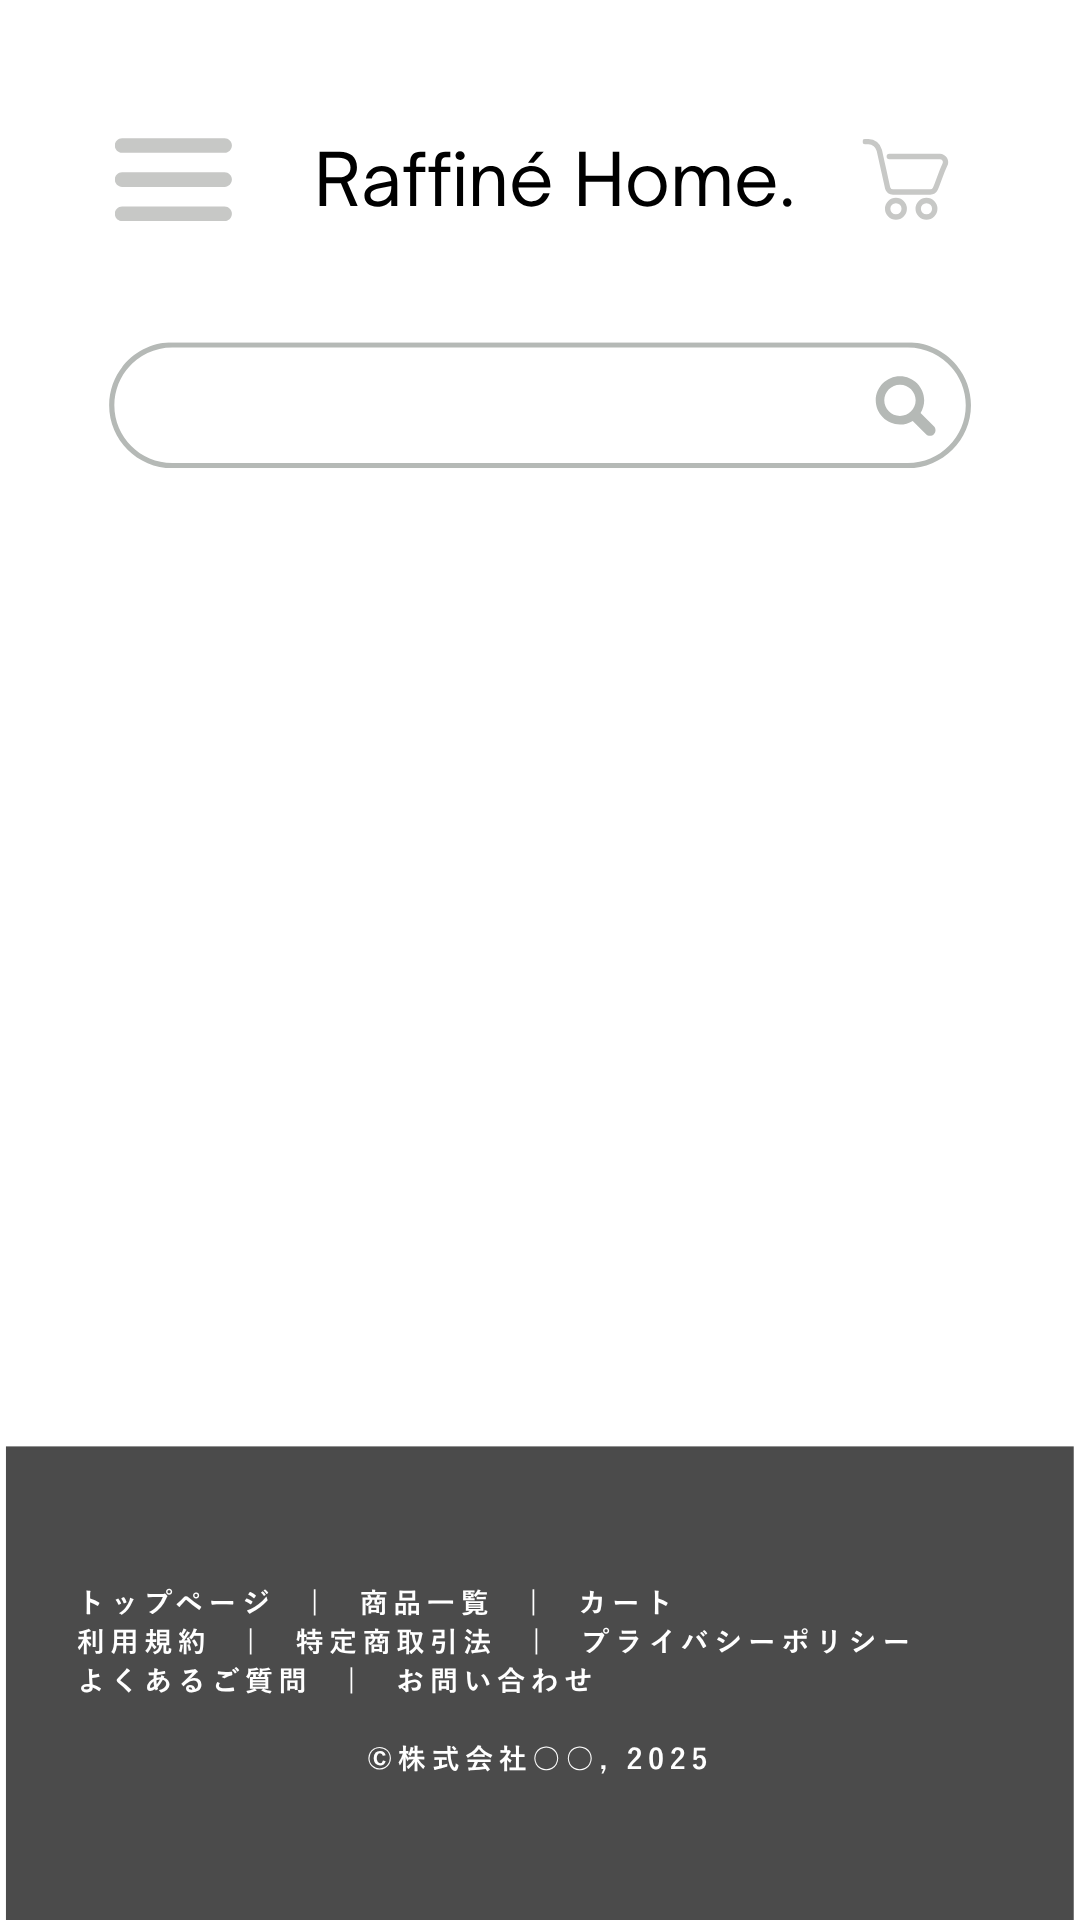 Raffiné Home.
トップページ ｜ 商品一覧 ｜ カート
利用規約 ｜ 特定商取引法 ｜ プライバシーポリシー
よくあるご質問 ｜ お問い合わせ
©株式会社〇〇, 2025